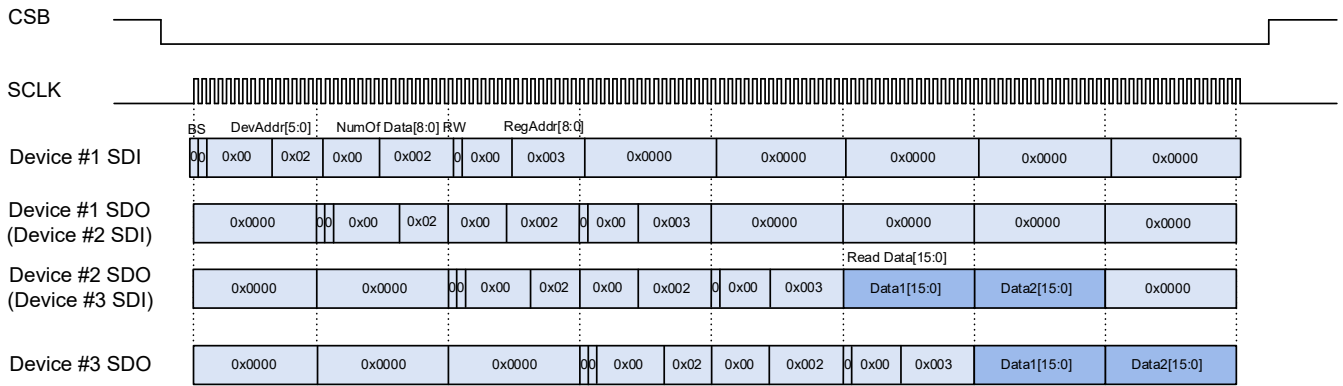 CSB
SCLK
BS DevAddr[5:0] NumOf Data[8:0] RW RegAddr[8:0]
Device #1 SDI 0 0 0x00 0x02 0x00 0x002 0 0x00 0x003 0x0000 0x0000 0x0000 0x0000 0x0000
Device #1 SDO
(Device #2 SDI)
0x0000 0 0 0x00 0x02 0x00 0x002 0 0x00 0x003 0x0000 0x0000 0x0000 0x0000
Read Data[15:0]
Device #2 SDO
(Device #3 SDI)
0x0000 0x0000 0 0 0x00 0x02 0x00 0x002 0 0x00 0x003 Data1[15:0] Data2[15:0] 0x0000
Device #3 SDO 0x0000 0x0000 0x0000 0 0 0x00 0x02 0x00 0x002 0 0x00 0x003 Data1[15:0] Data2[15:0]